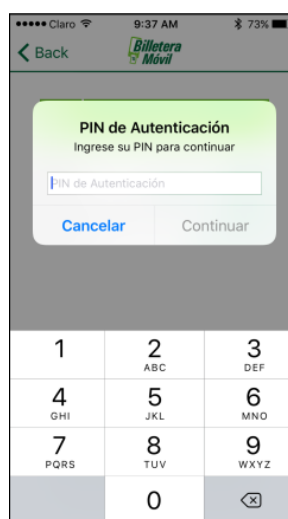 Claro 9:37 AM 73%
Back Billetera Móvil
PIN de Autenticación
Ingrese su PIN para continuar
PIN de Autenticación
Cancelar Continuar
1 2 3
ABC DEF
4 5 6
GHI JKL MNO
7 8 9
PQRS TUV WXYZ
0